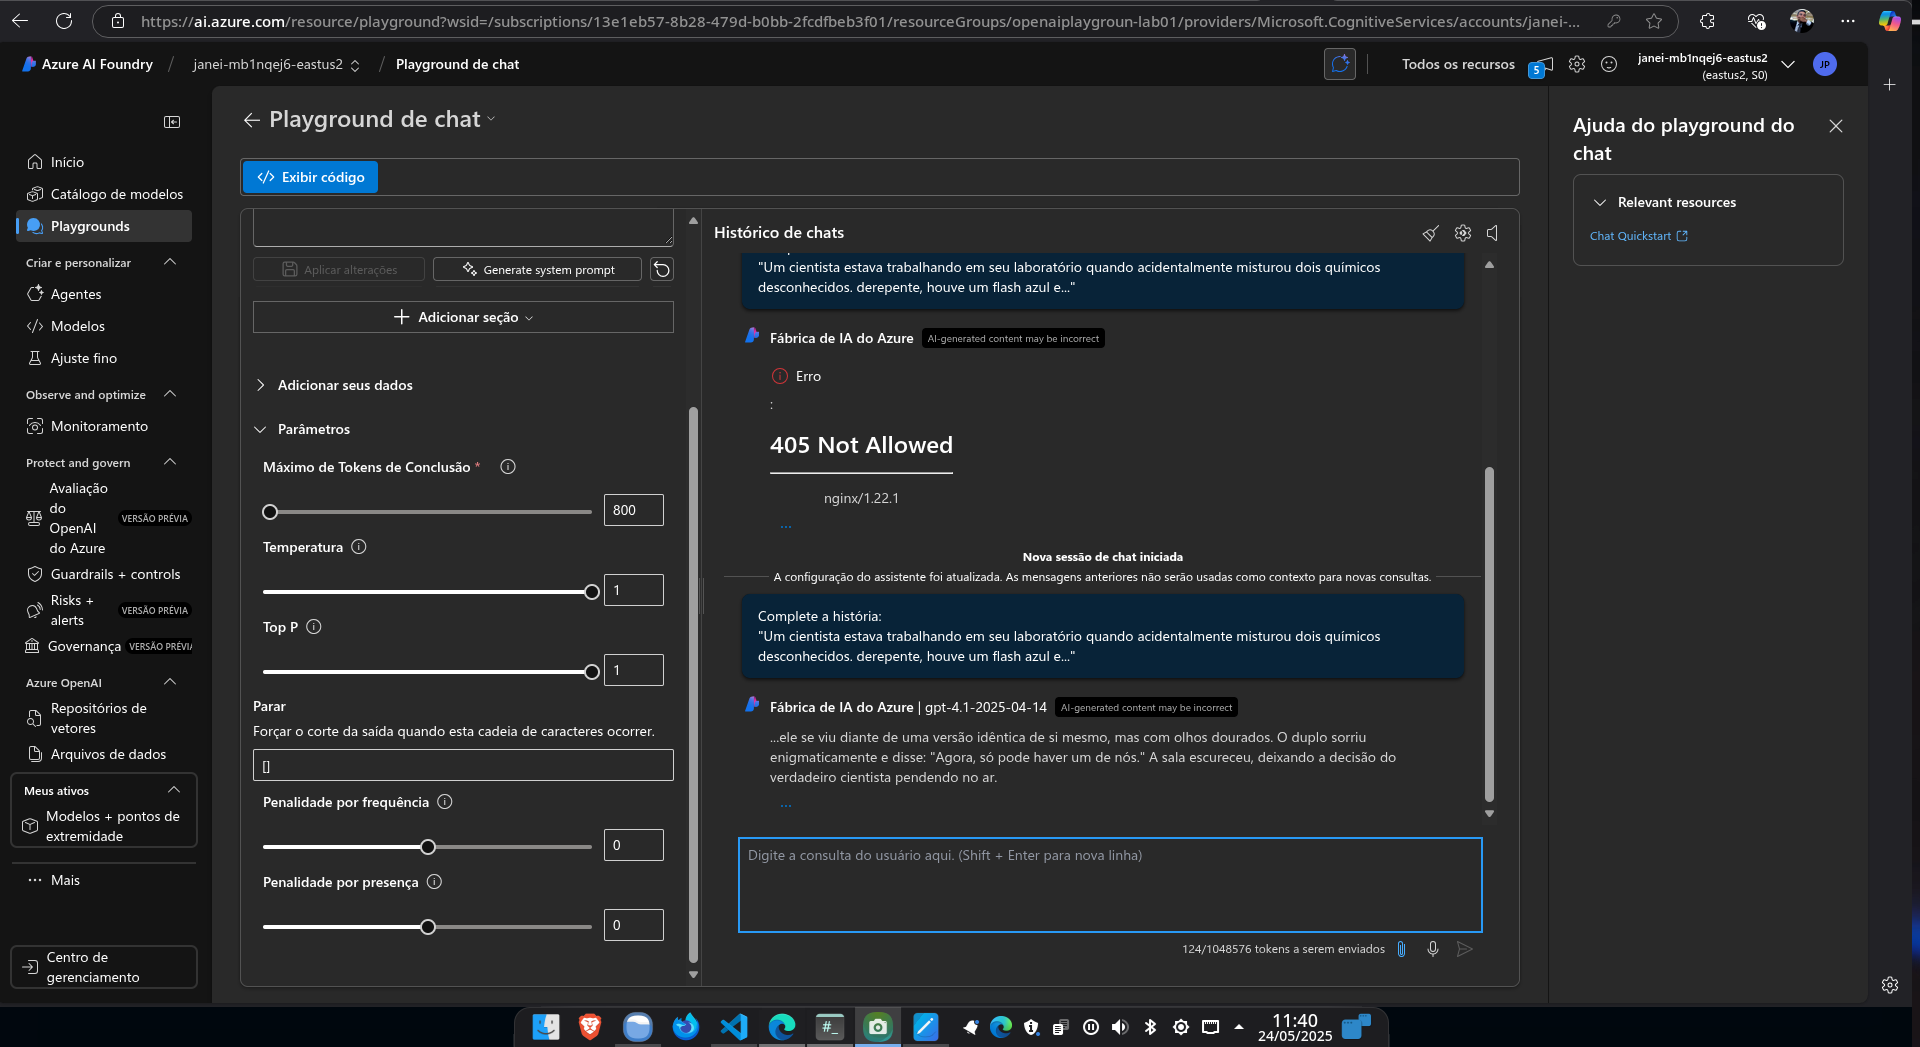 https://ai.azure.com/resource/playground?wsid=/subscriptions/13e1eb57-8b28-479d-b0bb-2fcdfbeb3f01/resourceGroups/openaiplaygroun-lab01/providers/Microsoft.CognitiveServices/accounts/janei-...
Azure AI Foundry / janei-mb1nqej6-eastus2 / Playground de chat
Todos os recursos
5
janei-mb1nqej6-eastus2
(eastus2, S0)
JP
Início
Catálogo de modelos
Playgrounds
Criar e personalizar
Agentes
Modelos
Ajuste fino
Observe and optimize
Monitoramento
Protect and govern
Avaliação
do
OpenAI
do Azure
VERSÃO PRÉVIA
Guardrails + controls
Risks +
alerts
VERSÃO PRÉVIA
Governança VERSÃO PRÉVIA
Azure OpenAI
Repositórios de
vetores
Arquivos de dados
Meus ativos
Modelos + pontos de
extremidade
Mais
Centro de
gerenciamento
Playground de chat
Exibir código
Aplicar alterações
Generate system prompt
Adicionar seção
Adicionar seus dados
Parâmetros
Máximo de Tokens de Conclusão *
800
Temperatura
1
Top P
1
Parar
Forçar o corte da saída quando esta cadeia de caracteres ocorrer.
[]
Penalidade por frequência
0
Penalidade por presença
0
Histórico de chats
"Um cientista estava trabalhando em seu laboratório quando acidentalmente misturou dois químicos
desconhecidos. derepente, houve um flash azul e..."
Fábrica de IA do Azure AI-generated content may be incorrect
Erro
:
405 Not Allowed
nginx/1.22.1
...
Nova sessão de chat iniciada
A configuração do assistente foi atualizada. As mensagens anteriores não serão usadas como contexto para novas consultas.
Complete a história:
"Um cientista estava trabalhando em seu laboratório quando acidentalmente misturou dois químicos
desconhecidos. derepente, houve um flash azul e..."
Fábrica de IA do Azure | gpt-4.1-2025-04-14 AI-generated content may be incorrect
...ele se viu diante de uma versão idêntica de si mesmo, mas com olhos dourados. O duplo sorriu
enigmaticamente e disse: "Agora, só pode haver um de nós." A sala escureceu, deixando a decisão do
verdadeiro cientista pendendo no ar.
...
Digite a consulta do usuário aqui. (Shift + Enter para nova linha)
124/1048576 tokens a serem enviados
Ajuda do playground do
chat
Relevant resources
Chat Quickstart
#_
11:40
24/05/2025